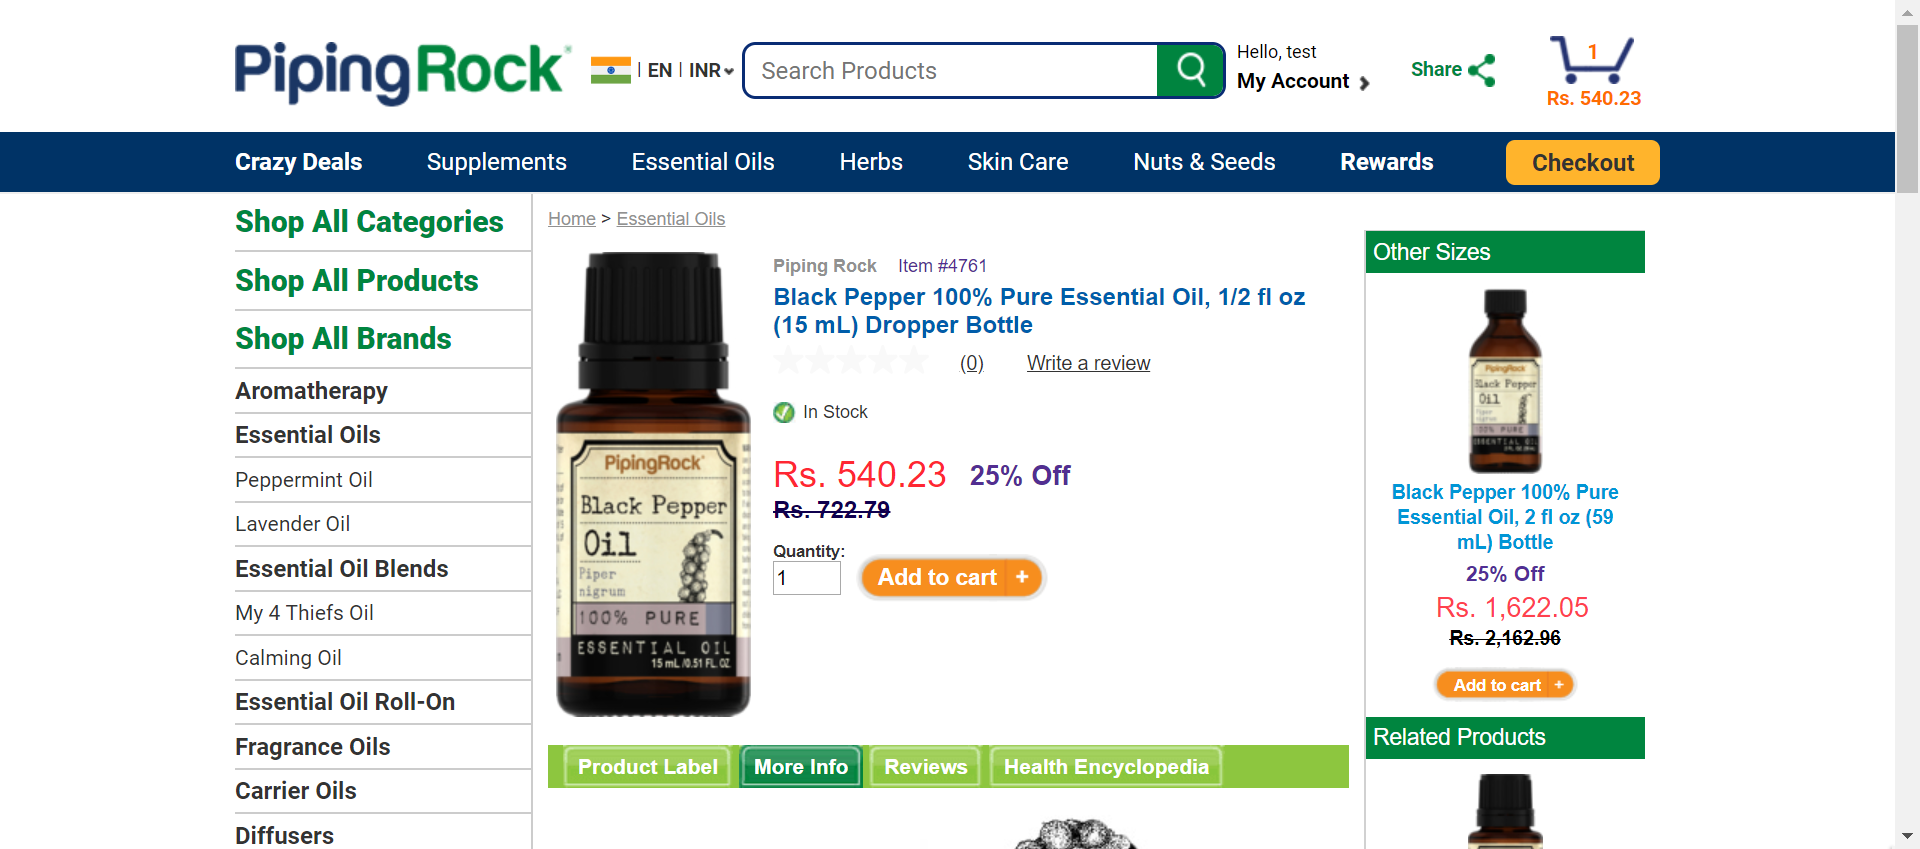 PipingRock
| EN | INR
Search Products
Hello, test
My Account
Share
1
Rs. 540.23
Crazy Deals
Supplements
Essential Oils
Herbs
Skin Care
Nuts & Seeds
Rewards
Checkout
Shop All Categories
Shop All Products
Shop All Brands
Aromatherapy
Essential Oils
Peppermint Oil
Lavender Oil
Essential Oil Blends
My 4 Thiefs Oil
Calming Oil
Essential Oil Roll-On
Fragrance Oils
Carrier Oils
Diffusers
Home > Essential Oils
PipingRock
Black Pepper
Oil
Piper
nigrum
100% PURE
ESSENTIAL OIL
15 mL /0.51 FL. OZ.
Piping Rock Item #4761
Black Pepper 100% Pure Essential Oil, 1/2 fl oz
(15 mL) Dropper Bottle
(0) Write a review
In Stock
Rs. 540.23 25% Off
Rs. 722.79
Quantity:
1
Add to cart +
Product Label
More Info
Reviews
Health Encyclopedia
Other Sizes
PipingRock
Black Pepper
Oil
100% PURE
ESSENTIAL OIL
Black Pepper 100% Pure
Essential Oil, 2 fl oz (59
mL) Bottle
25% Off
Rs. 1,622.05
Rs. 2,162.96
Add to cart +
Related Products